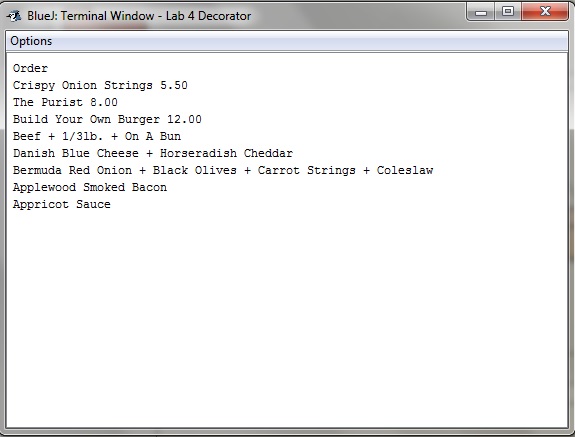 BlueJ: Terminal Window - Lab 4 Decorator
Options
Order
Crispy Onion Strings 5.50
The Purist 8.00
Build Your Own Burger 12.00
Beef + 1/3lb. + On A Bun
Danish Blue Cheese + Horseradish Cheddar
Bermuda Red Onion + Black Olives + Carrot Strings + Coleslaw
Applewood Smoked Bacon
Appricot Sauce